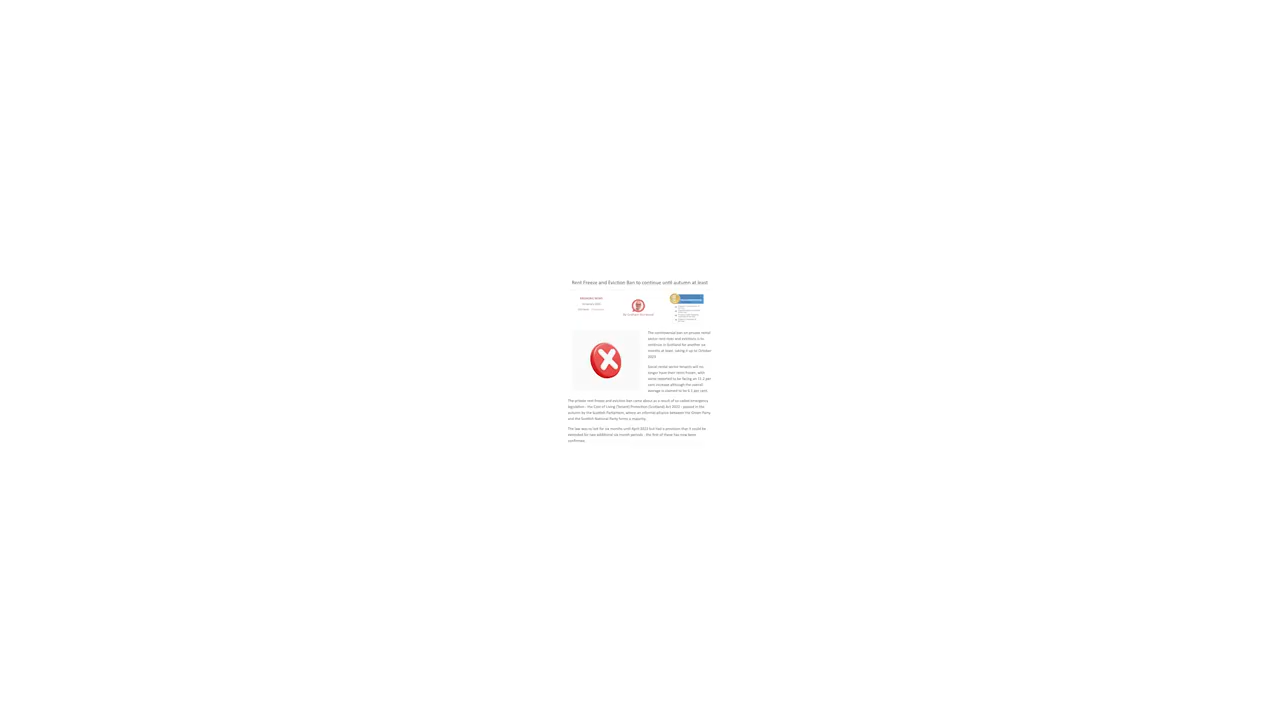 Rent Freeze and Eviction Ban to continue until autumn at least
BREAKING NEWS
The controversial ban on private rental
sector rent rises and evictions is to
continue in Scotland for another six
months at least, taking it up to October
2023.
Social rental sector tenants will no
longer have their rents frozen, with
some reported to be facing an 11.1 per
cent increase although the overall
average is claimed to be 6.1 per cent.
The private rent freeze and eviction ban came about as a result of so-called emergency
legislation - the Cost of Living (Tenant Protection) (Scotland) Act 2022 - passed in the
autumn by the Scottish Parliament, where an informal alliance between the Green Party
and the Scottish National Party forms a majority.
The law was to last for six months until April 2023 but had a provision that it could be
extended for two additional six month periods - the first of those has now been
confirmed.